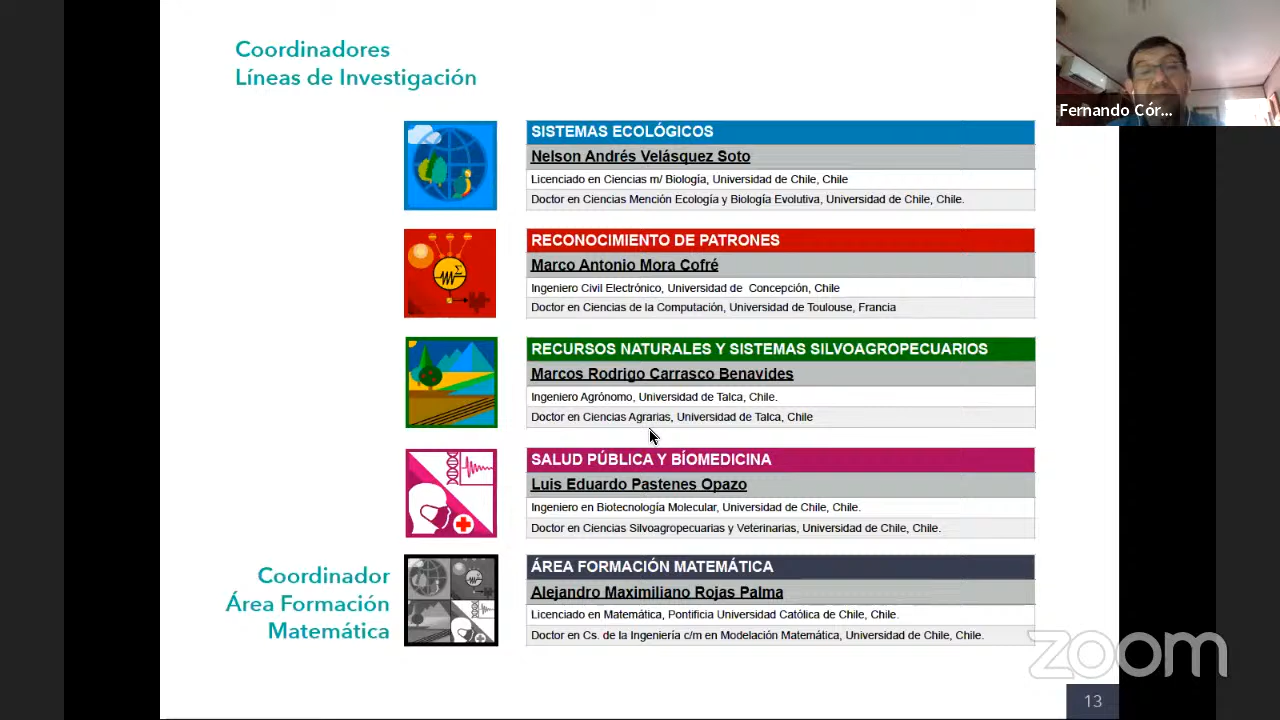 Coordinadores
Líneas de Investigación
Fernando Cór...
SISTEMAS ECOLÓGICOS
Nelson Andrés Velásquez Soto
Licenciado en Ciencias m/ Biología, Universidad de Chile, Chile
Doctor en Ciencias Mención Ecología y Biología Evolutiva, Universidad de Chile, Chile.
RECONOCIMIENTO DE PATRONES
Marco Antonio Mora Cofré
Ingeniero Civil Electrónico, Universidad de Concepción, Chile
Doctor en Ciencias de la Computación, Universidad de Toulouse, Francia
RECURSOS NATURALES Y SISTEMAS SILVOAGROPECUARIOS
Marcos Rodrigo Carrasco Benavides
Ingeniero Agrónomo, Universidad de Talca, Chile.
Doctor en Ciencias Agrarias, Universidad de Talca, Chile
SALUD PÚBLICA Y BÍOMEDICINA
Luis Eduardo Pastenes Opazo
Ingeniero en Biotecnología Molecular, Universidad de Chile, Chile.
Doctor en Ciencias Silvoagropecuarias y Veterinarias, Universidad de Chile, Chile.
Coordinador
Área Formación
Matemática
ÁREA FORMACIÓN MATEMÁTICA
Alejandro Maximiliano Rojas Palma
Licenciado en Matemática, Pontificia Universidad Católica de Chile, Chile.
Doctor en Cs. de la Ingeniería c/m en Modelación Matemática, Universidad de Chile, Chile.
zoom
13